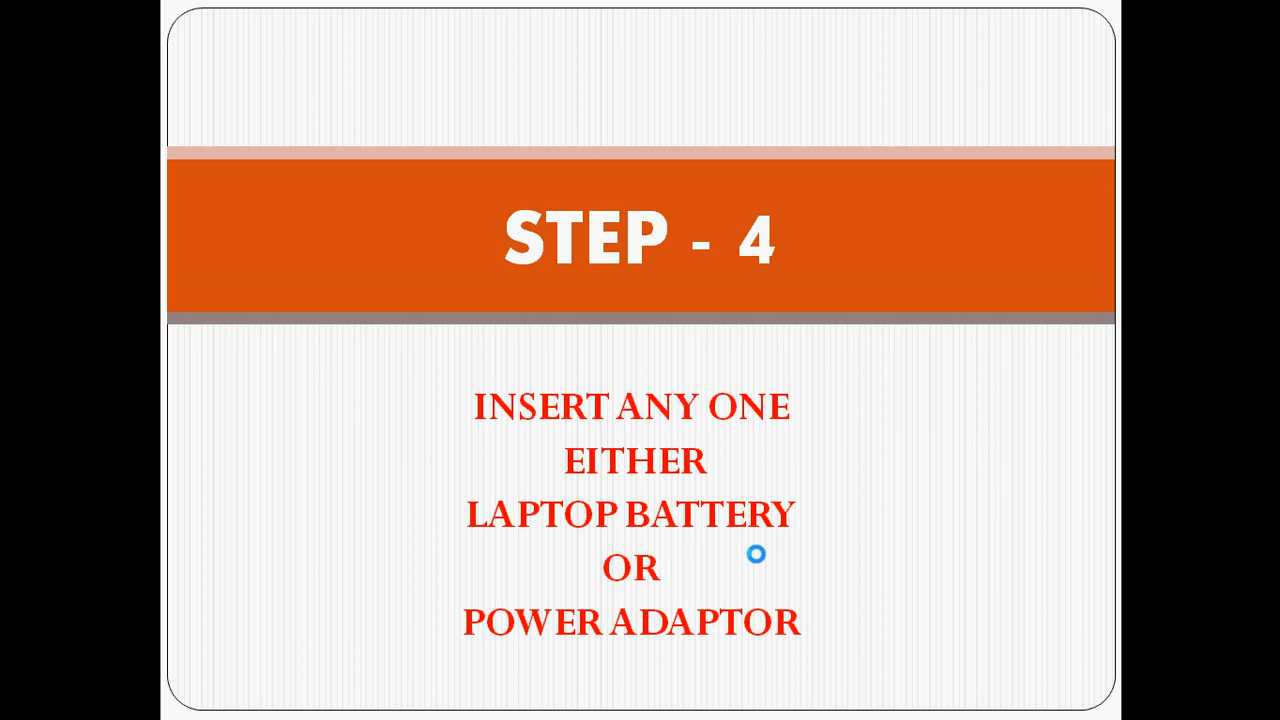 STEP - 4
INSERT ANY ONE
EITHER
LAPTOP BATTERY
OR
POWER ADAPTOR